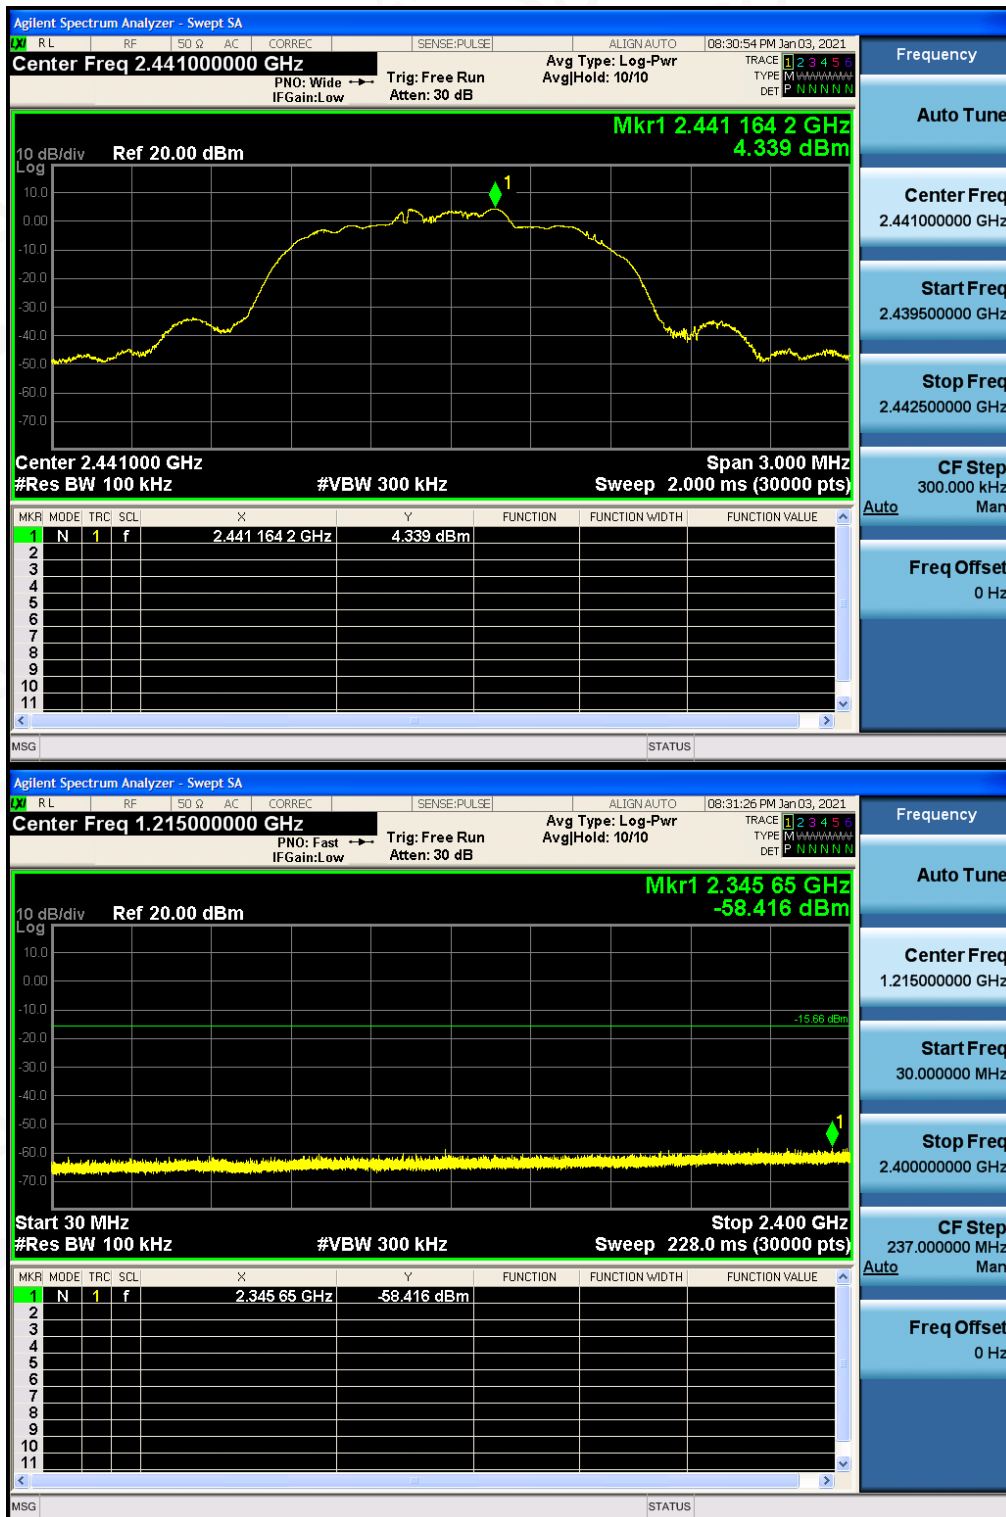 Agilent Spectrum Analyzer - Swept SA
LXI RL RF 50 Ω AC CORREC SENSE:PULSE ALIGN AUTO 08:30:54 PM Jan 03, 2021
Center Freq 2.441000000 GHz
PNO: Wide
IFGain:Low
Trig: Free Run
Atten: 30 dB
Avg Type: Log-Pwr
Avg|Hold: 10/10
TRACE 1 2 3 4 5 6
TYPE M WWWWW
DET P N N N N N
Mkr1 2.441 164 2 GHz
4.339 dBm
10 dB/div Ref 20.00 dBm
Log
10.0
0.00
-10.0
-20.0
-30.0
-40.0
-50.0
-60.0
-70.0
1
Center 2.441000 GHz Span 3.000 MHz
#Res BW 100 kHz #VBW 300 kHz Sweep 2.000 ms (30000 pts)
MKR MODE TRC SCL X Y FUNCTION FUNCTION WIDTH FUNCTION VALUE
1 N 1 f 2.441 164 2 GHz 4.339 dBm
2
3
4
5
6
7
8
9
10
11
MSG STATUS
Frequency
Auto Tune
Center Freq
2.441000000 GHz
Start Freq
2.439500000 GHz
Stop Freq
2.442500000 GHz
CF Step
300.000 kHz
Auto Man
Freq Offset
0 Hz
Agilent Spectrum Analyzer - Swept SA
LXI RL RF 50 Ω AC CORREC SENSE:PULSE ALIGN AUTO 08:31:26 PM Jan 03, 2021
Center Freq 1.215000000 GHz
PNO: Fast
IFGain:Low
Trig: Free Run
Atten: 30 dB
Avg Type: Log-Pwr
Avg|Hold: 10/10
TRACE 1 2 3 4 5 6
TYPE M WWWWW
DET P N N N N N
Mkr1 2.345 65 GHz
-58.416 dBm
10 dB/div Ref 20.00 dBm
Log
10.0
0.00
-10.0
-20.0
-30.0
-40.0
-50.0
-60.0
-70.0
-15.66 dBm
1
Start 30 MHz Stop 2.400 GHz
#Res BW 100 kHz #VBW 300 kHz Sweep 228.0 ms (30000 pts)
MKR MODE TRC SCL X Y FUNCTION FUNCTION WIDTH FUNCTION VALUE
1 N 1 f 2.345 65 GHz -58.416 dBm
2
3
4
5
6
7
8
9
10
11
MSG STATUS
Frequency
Auto Tune
Center Freq
1.215000000 GHz
Start Freq
30.000000 MHz
Stop Freq
2.400000000 GHz
CF Step
237.000000 MHz
Auto Man
Freq Offset
0 Hz